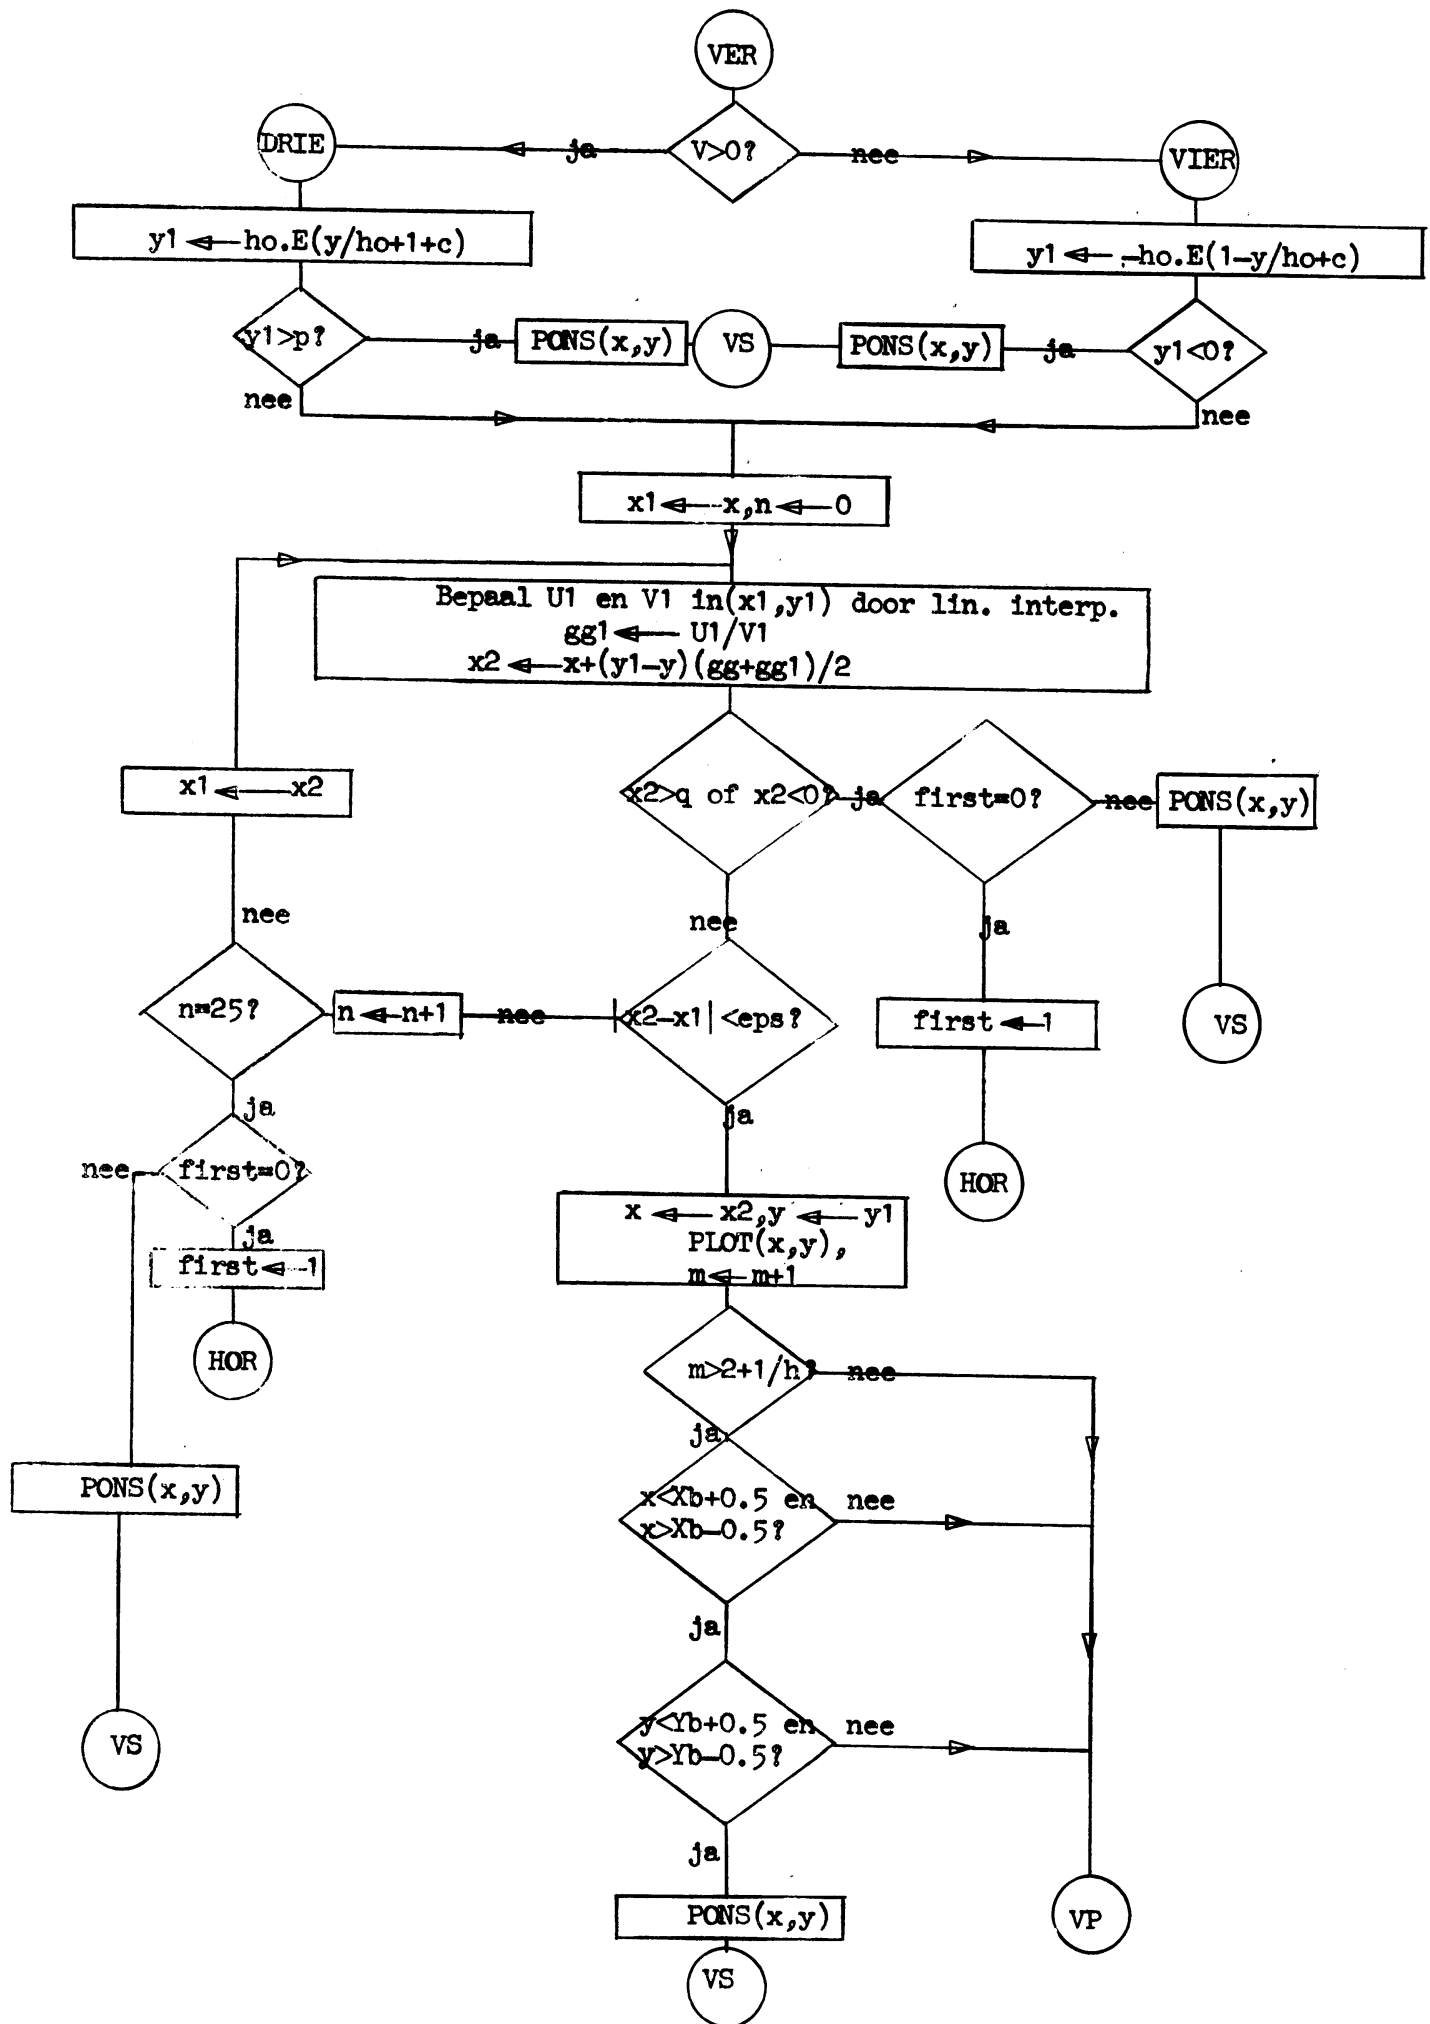 VER
DRIE
ja
V>0?
nee
VIER
y1 ← ho.E(y/ho+1+c)
y1 ← -ho.E(1-y/ho+c)
y1>p?
ja
PONS(x,y)
VS
PONS(x,y)
ja
y1<0?
nee
nee
x1 ← x,n ← 0
Bepaal U1 en V1 in(x1,y1) door lin. interp.
gg1 ← U1/V1
x2 ← x+(y1-y)(gg+gg1)/2
x1 ← x2
x2>q of x2<0?
ja
first=0?
nee
PONS(x,y)
nee
nee
ja
n=25?
n ← n+1
nee
|x2-x1| <eps?
first ← 1
VS
ja
ja
nee
first=0?
HOR
ja
first ← 1
x ← x2,y ← y1
PLOT(x,y),
m ← m+1
HOR
m>2+1/h?
nee
ja
PONS(x,y)
x<Xb+0.5 en
x>Xb-0.5?
nee
ja
VS
y<Yb+0.5 en
y>Yb-0.5?
nee
ja
PONS(x,y)
VP
VS